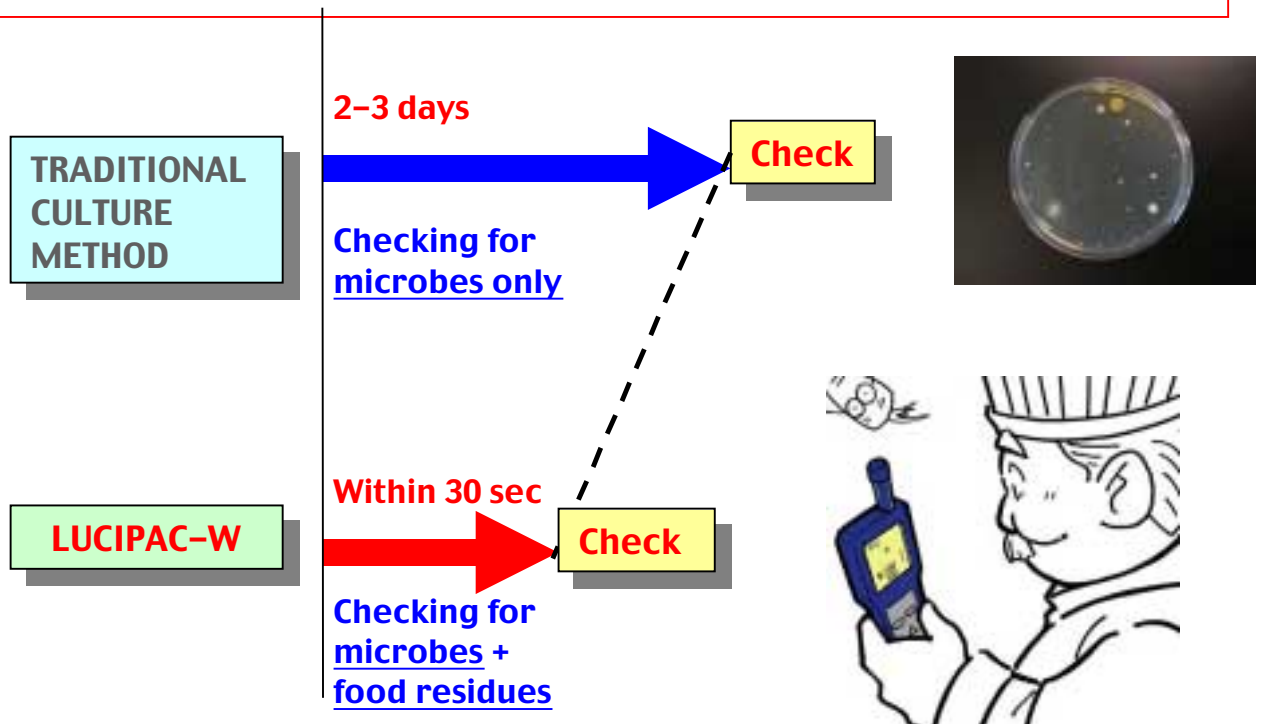 2–3 days
TRADITIONAL
CULTURE
METHOD
Check
Checking for
microbes only
Within 30 sec
LUCIPAC–W
Check
Checking for
microbes +
food residues